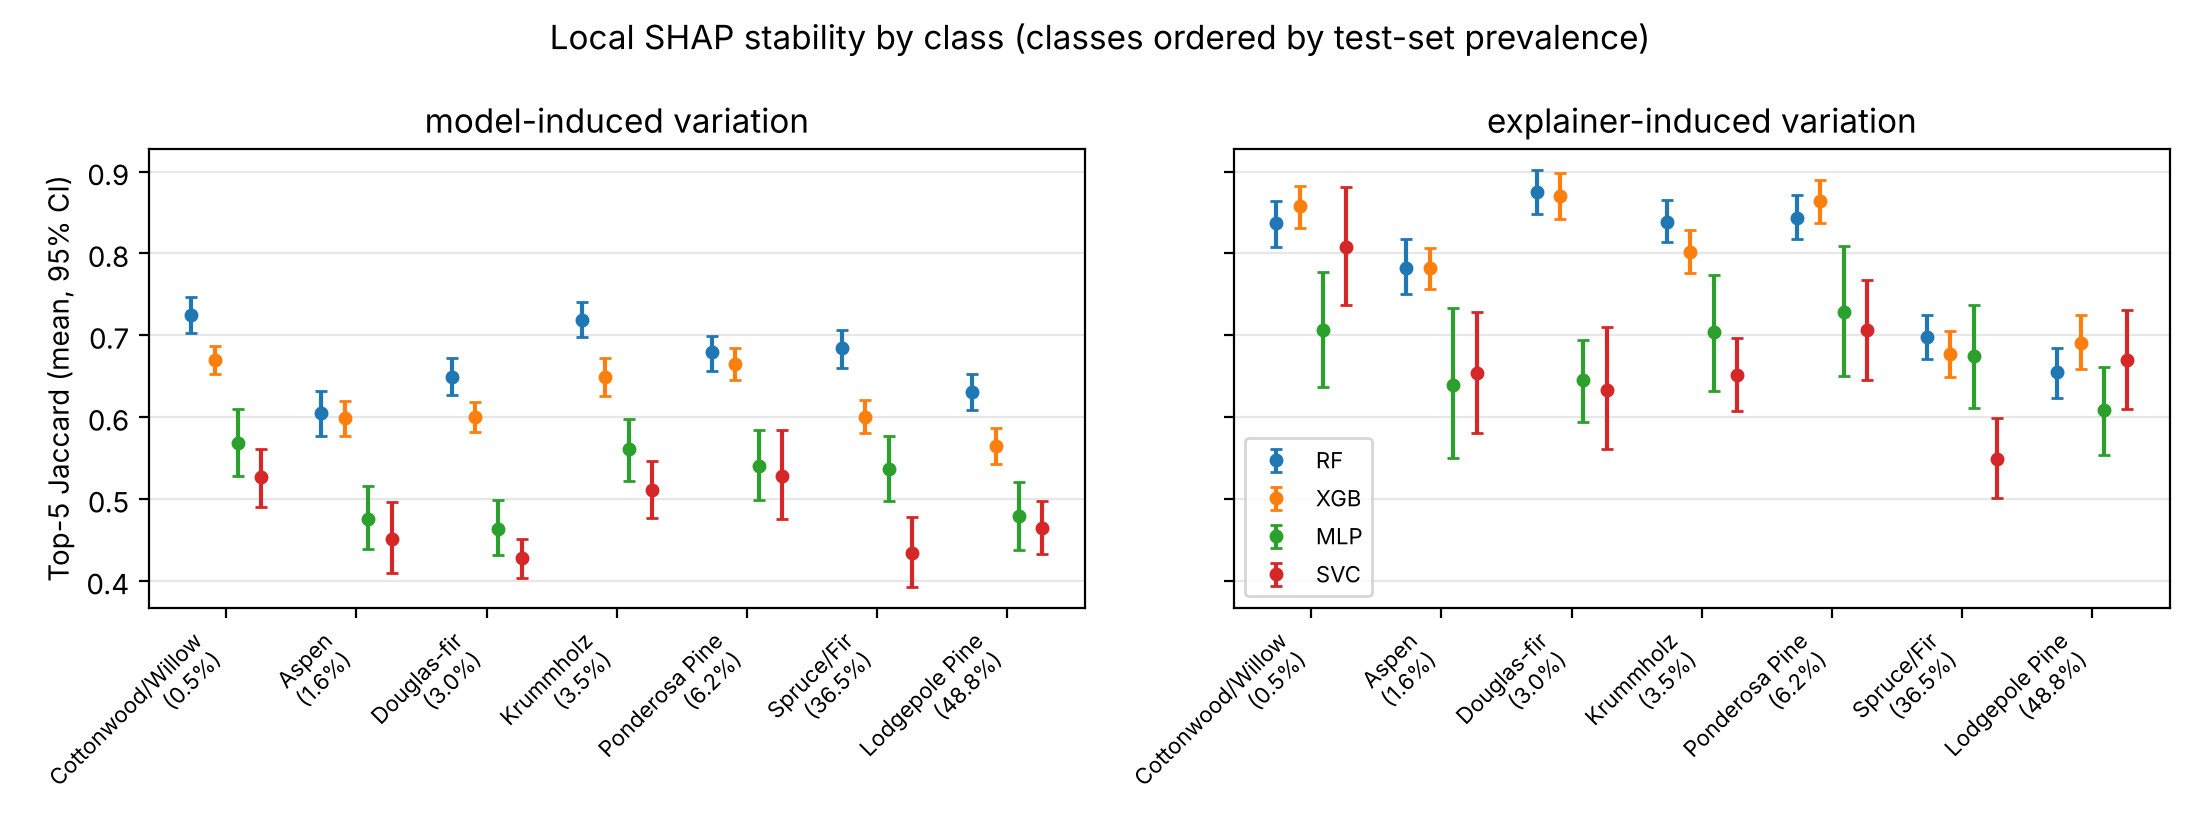 Local SHAP stability by class (classes ordered by test-set prevalence)
model-induced variation
Top-5 Jaccard (mean, 95% CI)
0.9
0.8
0.7
0.6
0.5
0.4
Cottonwood/Willow
(0.5%)
Aspen
(1.6%)
Douglas-fir
(3.0%)
Krummholz
(3.5%)
Ponderosa Pine
(6.2%)
Spruce/Fir
(36.5%)
Lodgepole Pine
(48.8%)
explainer-induced variation
RF
XGB
MLP
SVC
Cottonwood/Willow
(0.5%)
Aspen
(1.6%)
Douglas-fir
(3.0%)
Krummholz
(3.5%)
Ponderosa Pine
(6.2%)
Spruce/Fir
(36.5%)
Lodgepole Pine
(48.8%)